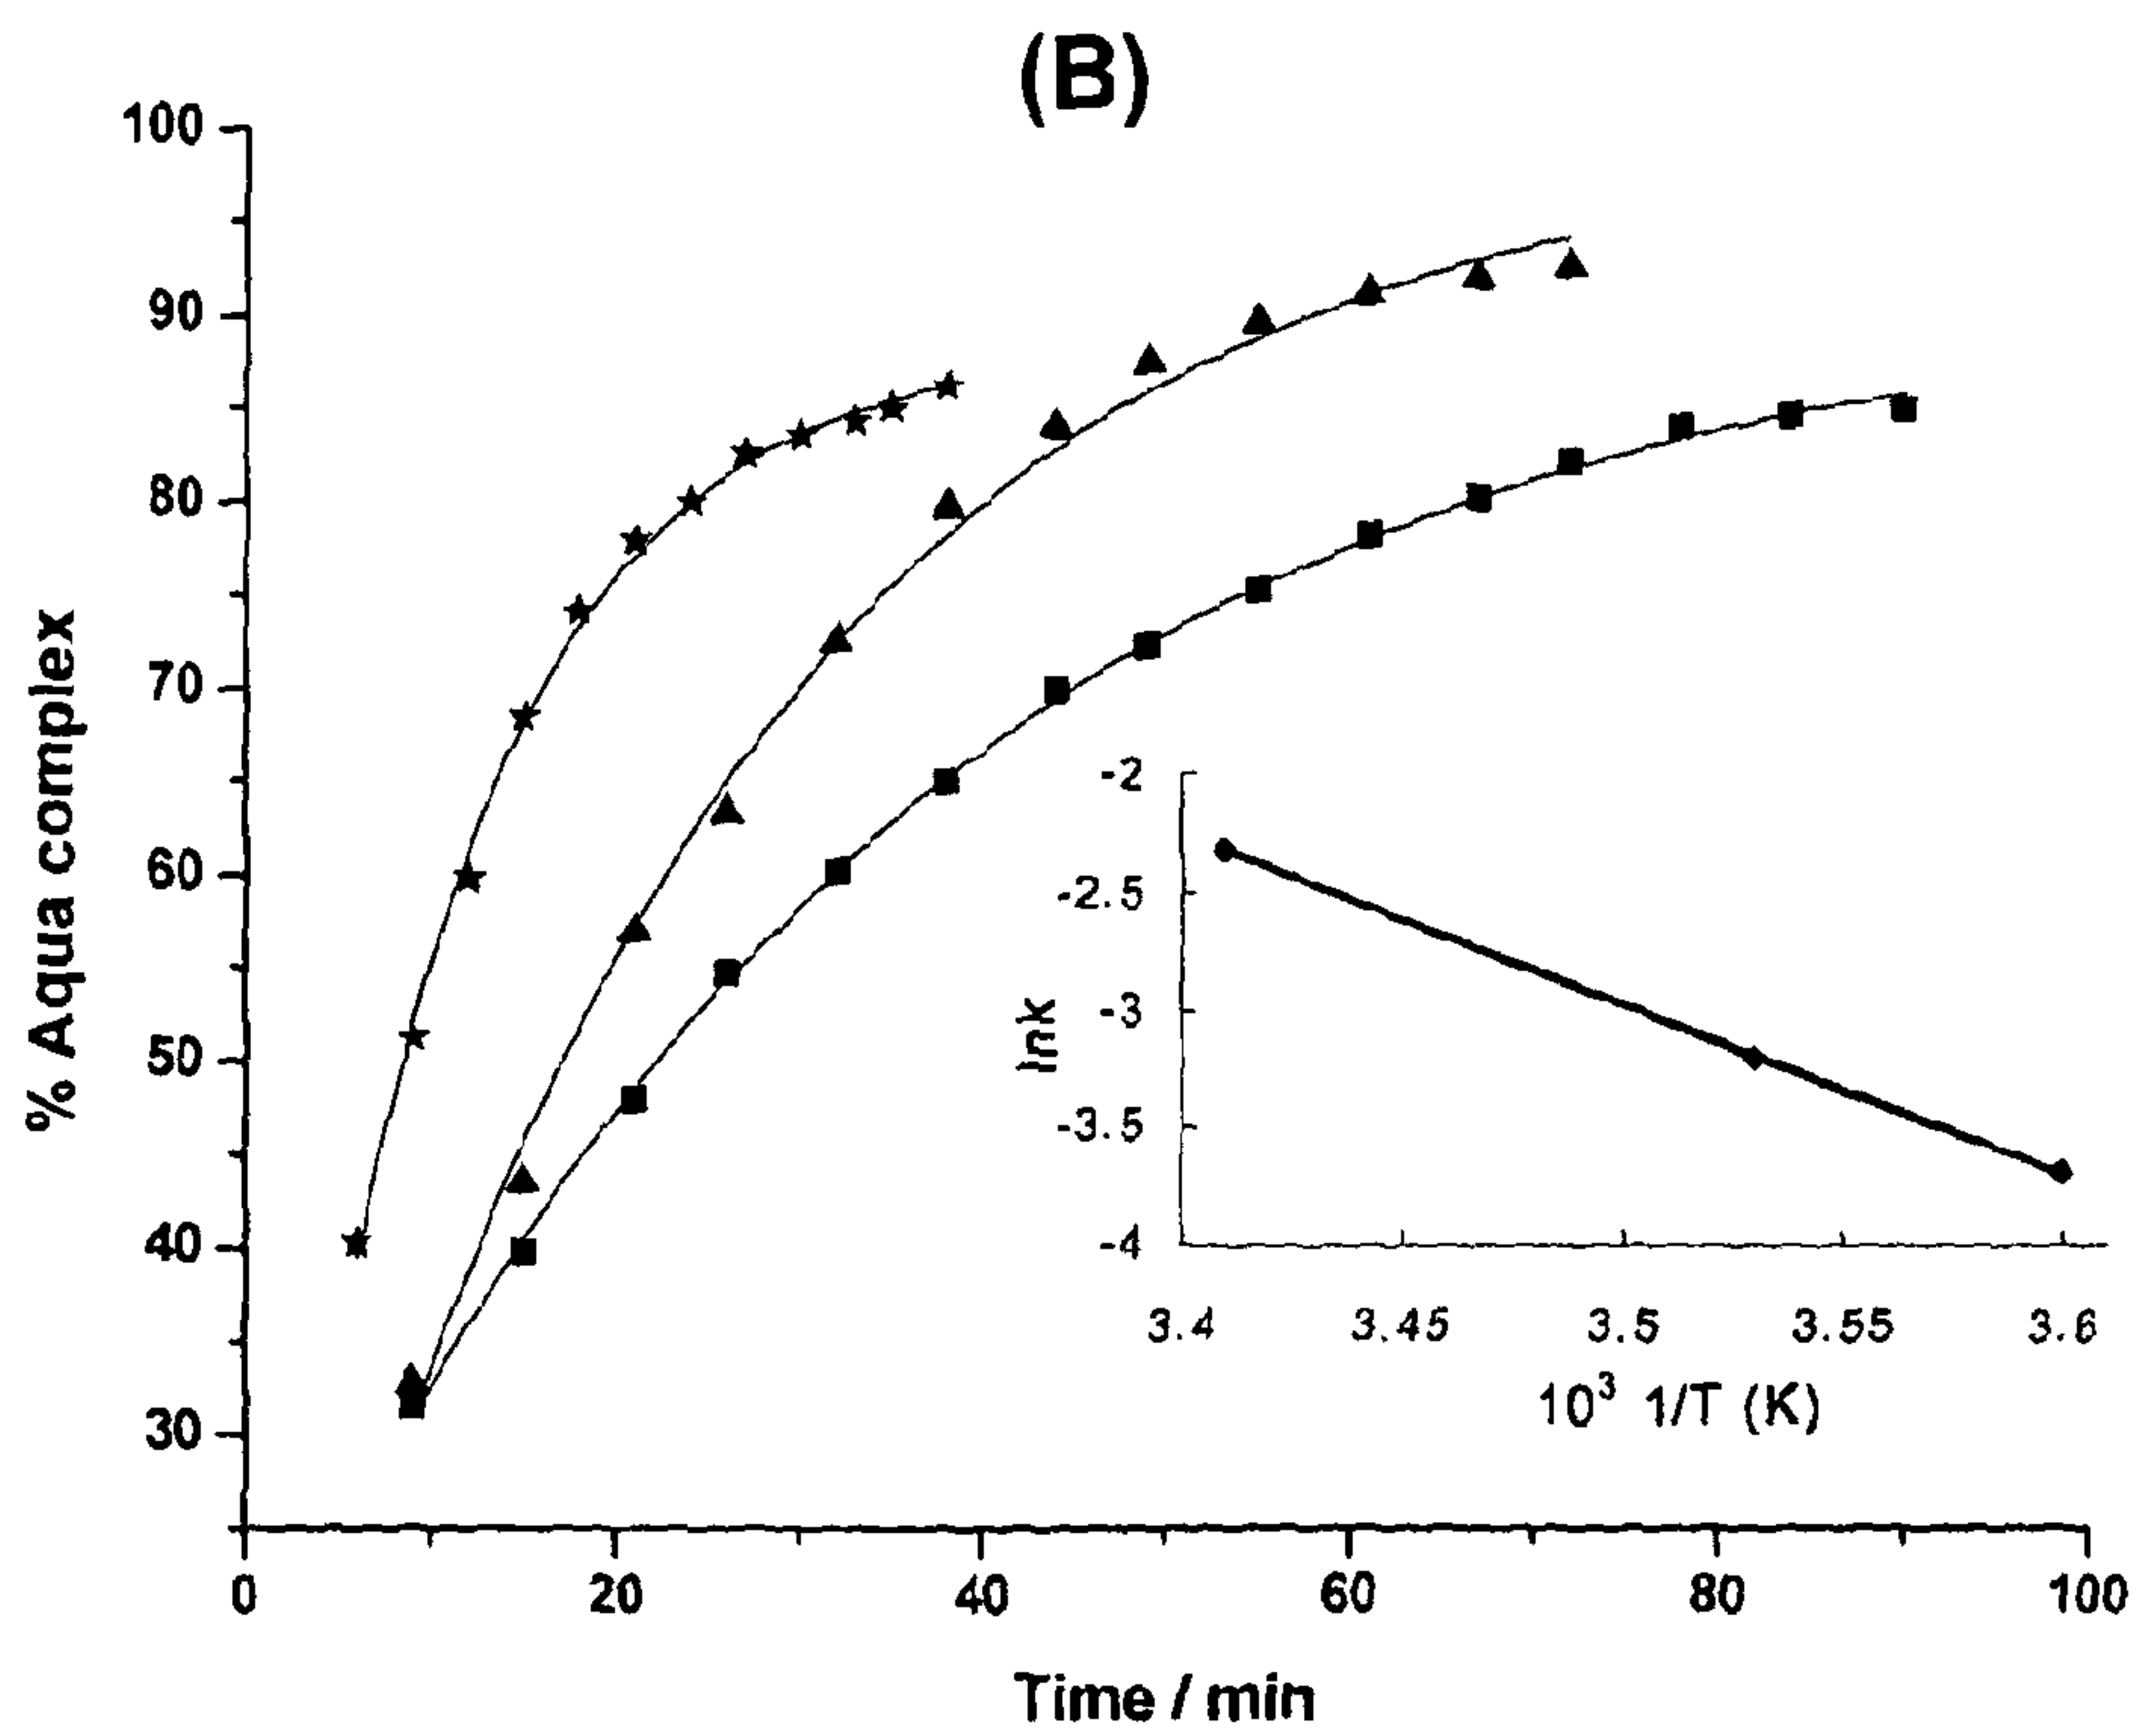 (B)
100
90
80
70
60
50
40
30
% Aqua complex
0 20 40 60 80 100
Time / min
-2
-2.5
-3
-3.5
-4
lnk
3.4 3.45 3.5 3.55 3.6
10³ 1/T (K)